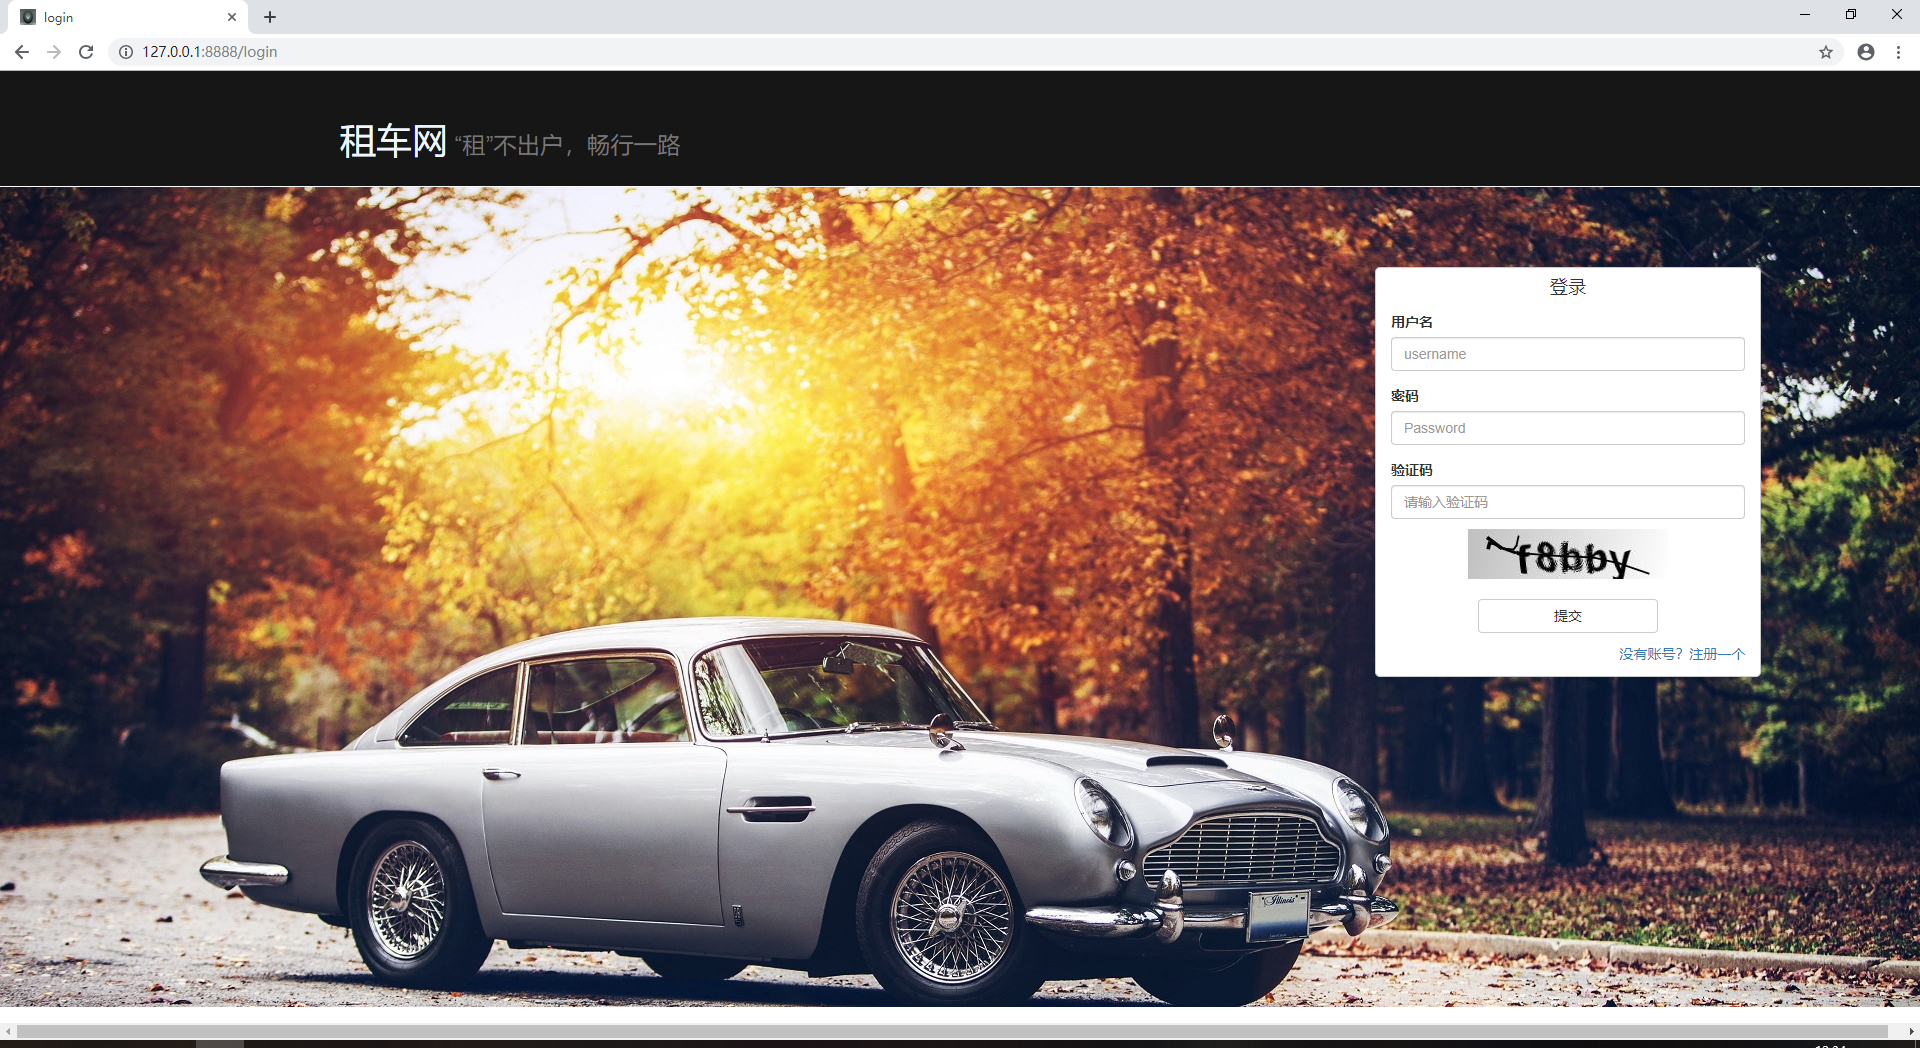 login
127.0.0.1:8888/login
租车网 “租”不出户，畅行一路
登录
用户名
username
密码
Password
验证码
请输入验证码
f8bby
提交
没有账号？注册一个
Illinois